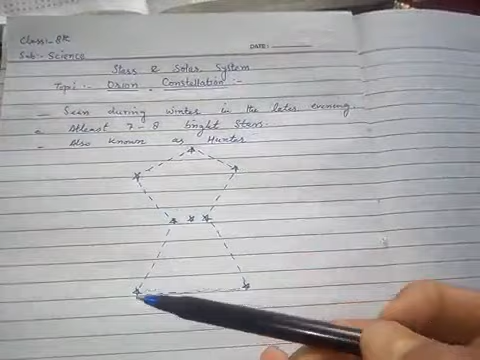 Class:- 8th
Sub:- Science
DATE:
Stars & Solar System
Topic :- Orion Constellation :-
- Seen during winter in the late evening.
- Atleast 7-8 bright Stars.
- Also known as Hunter